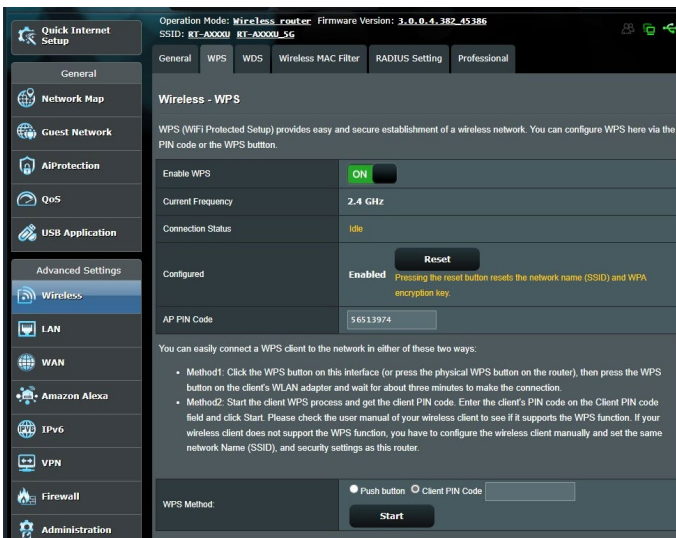 Quick Internet
Setup
General
Network Map
Guest Network
AiProtection
QoS
USB Application
Advanced Settings
Wireless
LAN
WAN
Amazon Alexa
IPv6
VPN
Firewall
Administration
Operation Mode: Wireless router Firmware Version: 3.0.0.4.382_45386
SSID: RT-AXXXU RT-AXXXU_5G
General WPS WDS Wireless MAC Filter RADIUS Setting Professional
Wireless - WPS
WPS (WiFi Protected Setup) provides easy and secure establishment of a wireless network. You can configure WPS here via the
PIN code or the WPS buttton.
Enable WPS ON
Current Frequency 2.4 GHz
Connection Status Idle
Configured Enabled Reset
Pressing the reset button resets the network name (SSID) and WPA
encryption key.
AP PIN Code 56513974
You can easily connect a WPS client to the network in either of these two ways:
• Method1: Click the WPS button on this interface (or press the physical WPS button on the router), then press the WPS
button on the client's WLAN adapter and wait for about three minutes to make the connection.
• Method2: Start the client WPS process and get the client PIN code. Enter the client's PIN code on the Client PIN code
field and click Start. Please check the user manual of your wireless client to see if it supports the WPS function. If your
wireless client does not support the WPS function, you have to configure the wireless client manually and set the same
network Name (SSID), and security settings as this router.
WPS Method: Push button Client PIN Code
Start